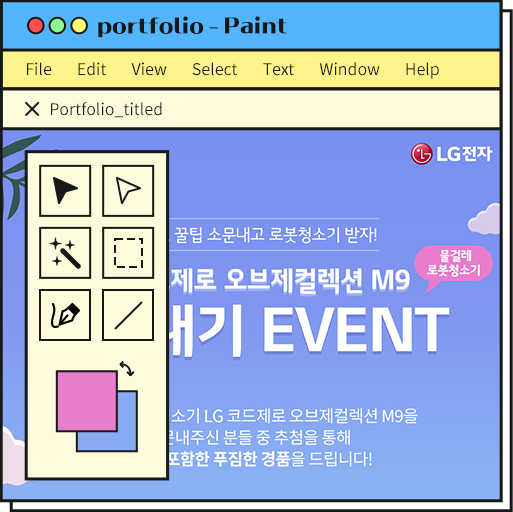 portfolio - Paint
File Edit View Select Text Window Help
Portfolio_titled
LG전자
꿀팁 소문내고 로봇청소기 받자!
물걸레
로봇청소기
제로 오브제컬렉션 M9
내기 EVENT
소기 LG 코드제로 오브제컬렉션 M9을
문내주신 분들 중 추첨을 통해
포함한 푸짐한 경품을 드립니다!